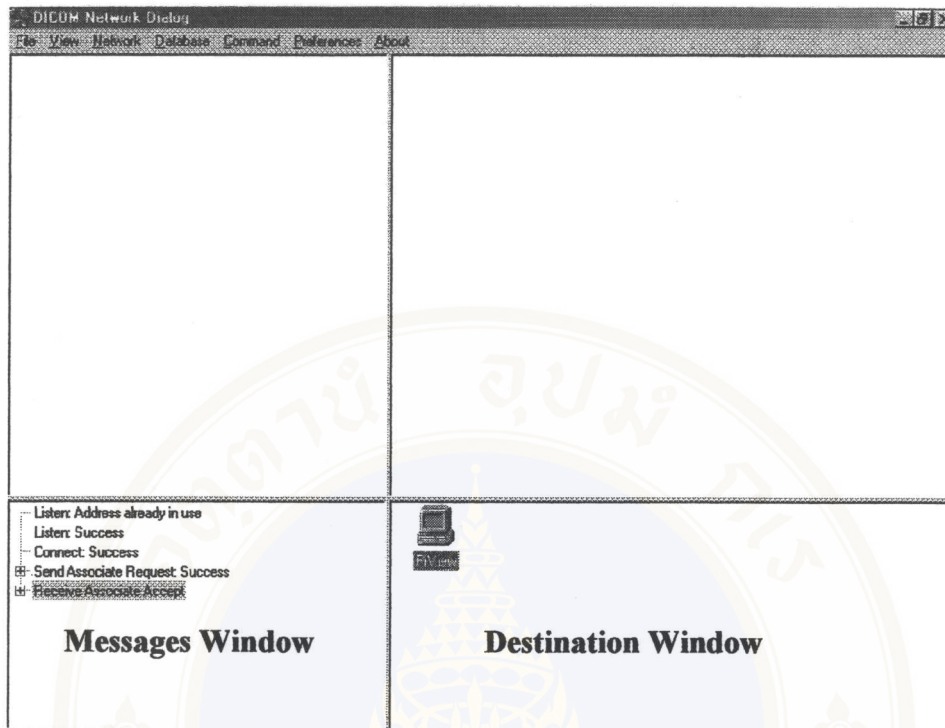 DICOM Network Dialog
File View Network Database Command Preferences About
Listen: Address already in use
Listen: Success
Connect: Success
Send Associate Request: Success
Receive Associate Accept
Messages Window
Destination Window